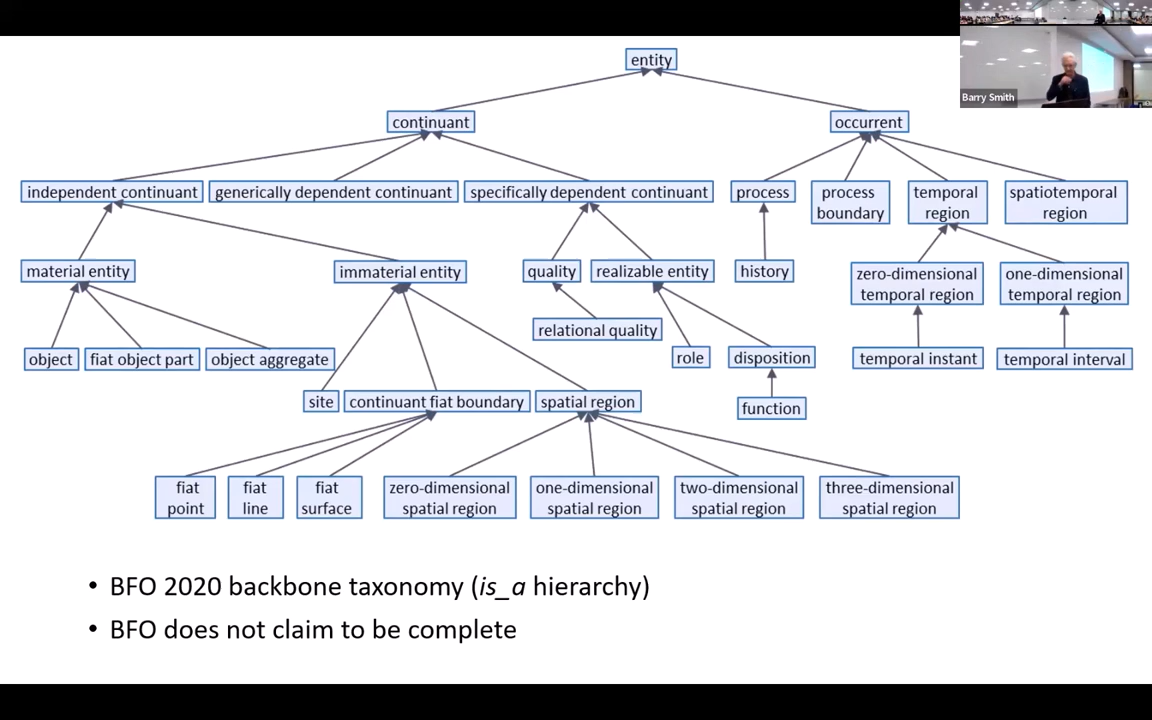 Barry Smith
entity
continuant
occurrent
independent continuant
generically dependent continuant
specifically dependent continuant
process
process
boundary
temporal
region
spatiotemporal
region
material entity
immaterial entity
quality
realizable entity
history
zero-dimensional
temporal region
one-dimensional
temporal region
relational quality
object
fiat object part
object aggregate
role
disposition
temporal instant
temporal interval
site
continuant fiat boundary
spatial region
function
fiat
point
fiat
line
fiat
surface
zero-dimensional
spatial region
one-dimensional
spatial region
two-dimensional
spatial region
three-dimensional
spatial region
• BFO 2020 backbone taxonomy (is_a hierarchy)
• BFO does not claim to be complete